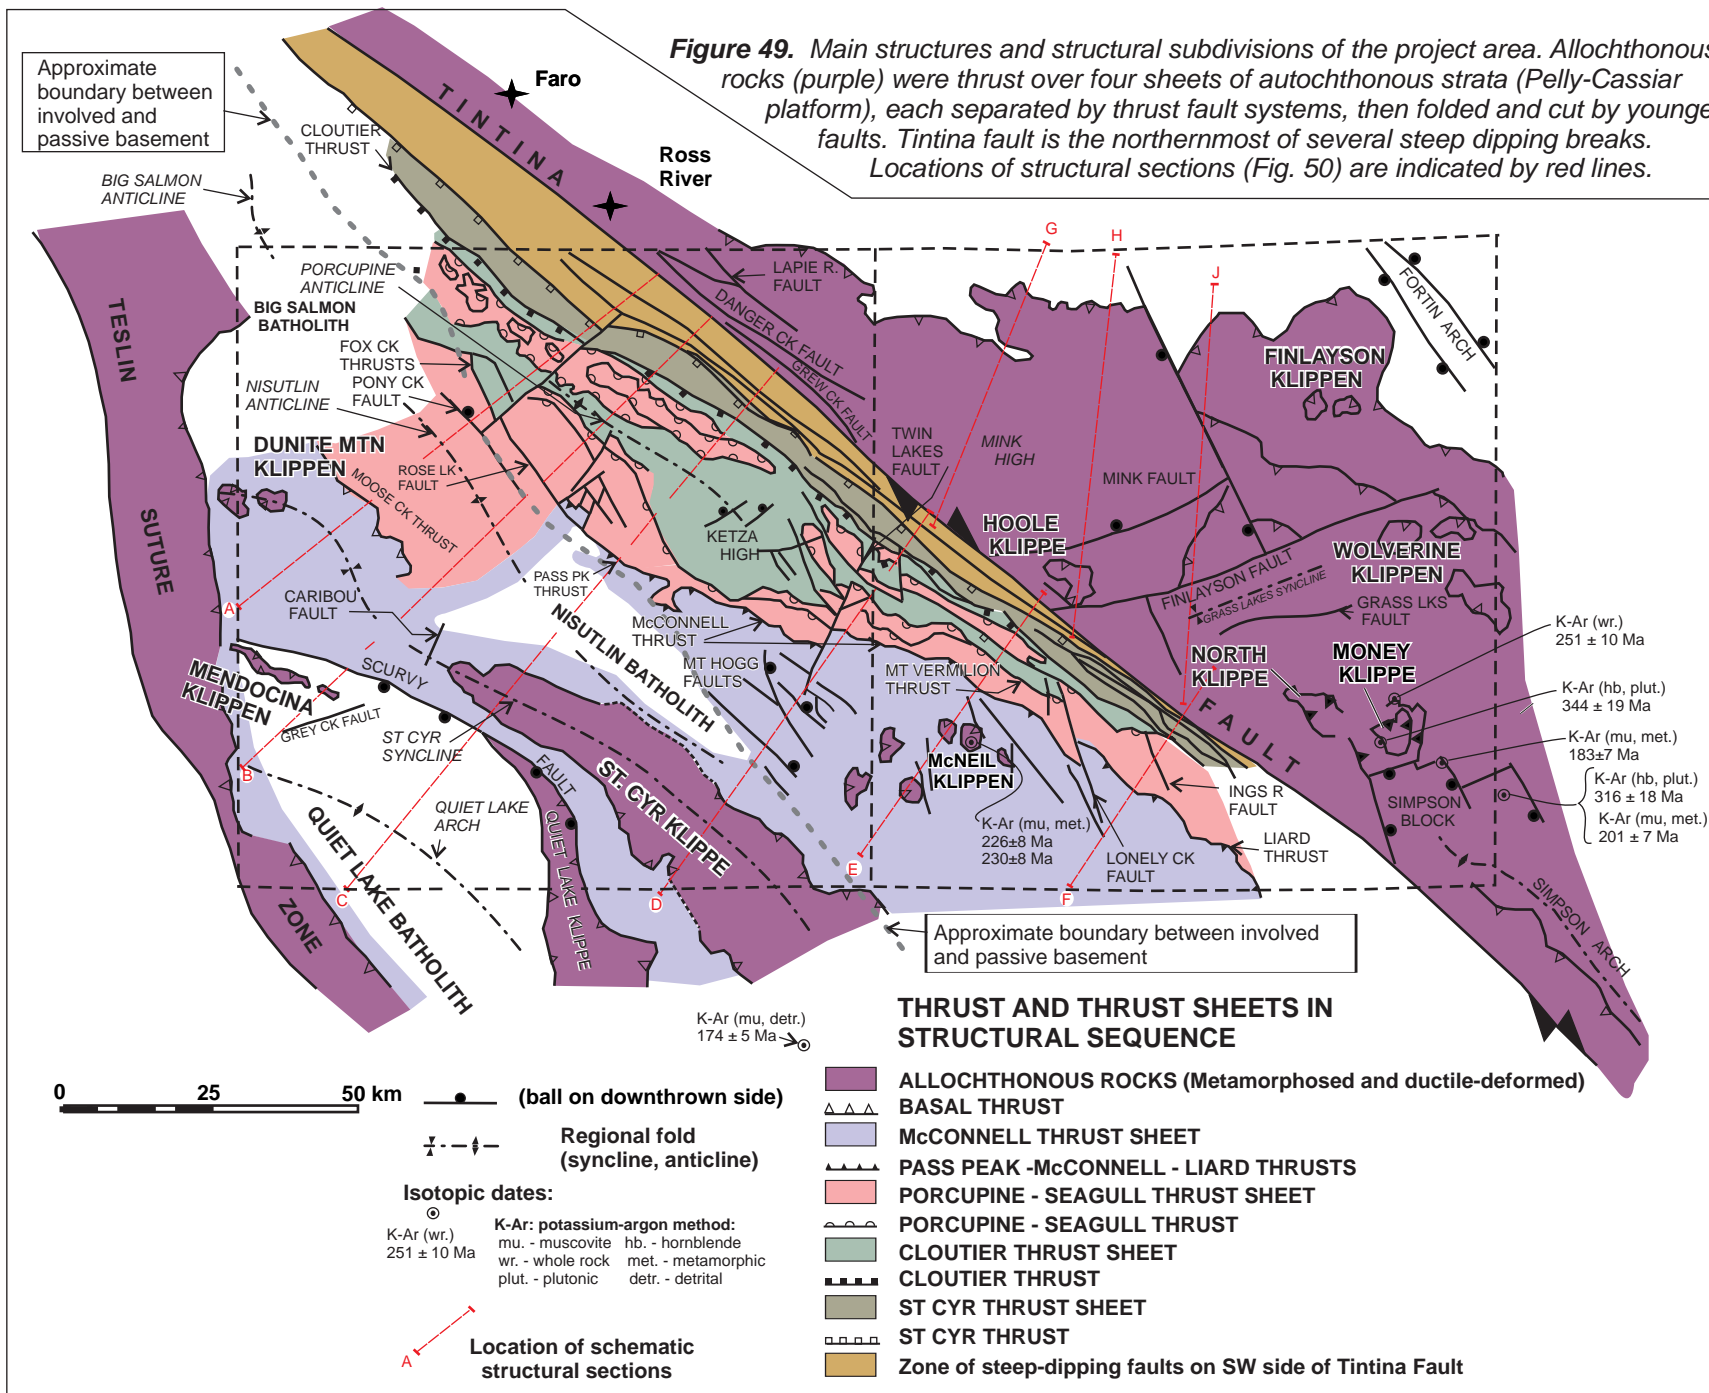 Figure 49. Main structures and structural subdivisions of the project area. Allochthonous
rocks (purple) were thrust over four sheets of autochthonous strata (Pelly-Cassiar
platform), each separated by thrust fault systems, then folded and cut by younge
faults. Tintina fault is the northernmost of several steep dipping breaks.
Locations of structural sections (Fig. 50) are indicated by red lines.
Approximate
boundary between
involved and
passive basement
Faro
TINTINA
CLOUTIER
THRUST
Ross
River
BIG SALMON
ANTICLINE
PORCUPINE
ANTICLINE
BIG SALMON
BATHOLITH
LAPIE R.
FAULT
G
H
J
FORTIN ARCH
TESLIN
SUTURE
ZONE
FOX CK
THRUSTS
PONY CK
FAULT
NISUTLIN
ANTICLINE
DANGER CK FAULT
GREW CK FAULT
FINLAYSON
KLIPPEN
DUNITE MTN
KLIPPEN
ROSE LK
FAULT
MOOSE CK THRUST
TWIN
LAKES
FAULT
MINK
HIGH
MINK FAULT
KETZA
HIGH
HOOLE
KLIPPE
WOLVERINE
KLIPPEN
FINLAYSON FAULT
GRASS LAKES SYNCLINE
GRASS LKS
FAULT
PASS PK
THRUST
CARIBOU
FAULT
A
NISUTLIN BATHOLITH
McCONNELL
THRUST
MT HOGG
FAULTS
MT VERMILION
THRUST
K-Ar (wr.)
251 ± 10 Ma
NORTH
KLIPPE
MONEY
KLIPPE
K-Ar (hb, plut.)
344 ± 19 Ma
MENDOCINA
KLIPPEN
SCURVY
FAULT
GREY CK FAULT
ST CYR
SYNCLINE
FAULT
K-Ar (mu, met.)
183±7 Ma
K-Ar (hb, plut.)
316 ± 18 Ma
K-Ar (mu, met.)
201 ± 7 Ma
B
McNEIL
KLIPPEN
ST. CYR KLIPPE
QUIET LAKE
ARCH
QUIET LAKE BATHOLITH
QUIET LAKE KLIPPE
INGS R
FAULT
SIMPSON
BLOCK
K-Ar (mu, met.)
226±8 Ma
230±8 Ma
LONELY CK
FAULT
LIARD
THRUST
SIMPSON ARCH
C
D
E
F
Approximate boundary between involved
and passive basement
K-Ar (mu, detr.)
174 ± 5 Ma
THRUST AND THRUST SHEETS IN
STRUCTURAL SEQUENCE
ALLOCHTHONOUS ROCKS (Metamorphosed and ductile-deformed)
BASAL THRUST
McCONNELL THRUST SHEET
PASS PEAK -McCONNELL - LIARD THRUSTS
PORCUPINE - SEAGULL THRUST SHEET
PORCUPINE - SEAGULL THRUST
CLOUTIER THRUST SHEET
CLOUTIER THRUST
ST CYR THRUST SHEET
ST CYR THRUST
Zone of steep-dipping faults on SW side of Tintina Fault
0 25 50 km
(ball on downthrown side)
Regional fold
(syncline, anticline)
Isotopic dates:
K-Ar (wr.)
251 ± 10 Ma
K-Ar: potassium-argon method:
mu. - muscovite hb. - hornblende
wr. - whole rock met. - metamorphic
plut. - plutonic detr. - detrital
A
Location of schematic
structural sections